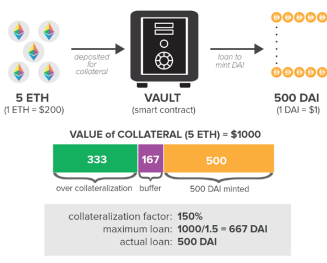 deposited for collateral
loan to mint DAI
5 ETH
(1 ETH = $200)
VAULT
(smart contract)
500 DAI
(1 DAI = $1)
VALUE of COLLATERAL (5 ETH) = $1000
333
167
500
over collateralization
buffer
500 DAI minted
collateralization factor: 150%
maximum loan: 1000/1.5 = 667 DAI
actual loan: 500 DAI